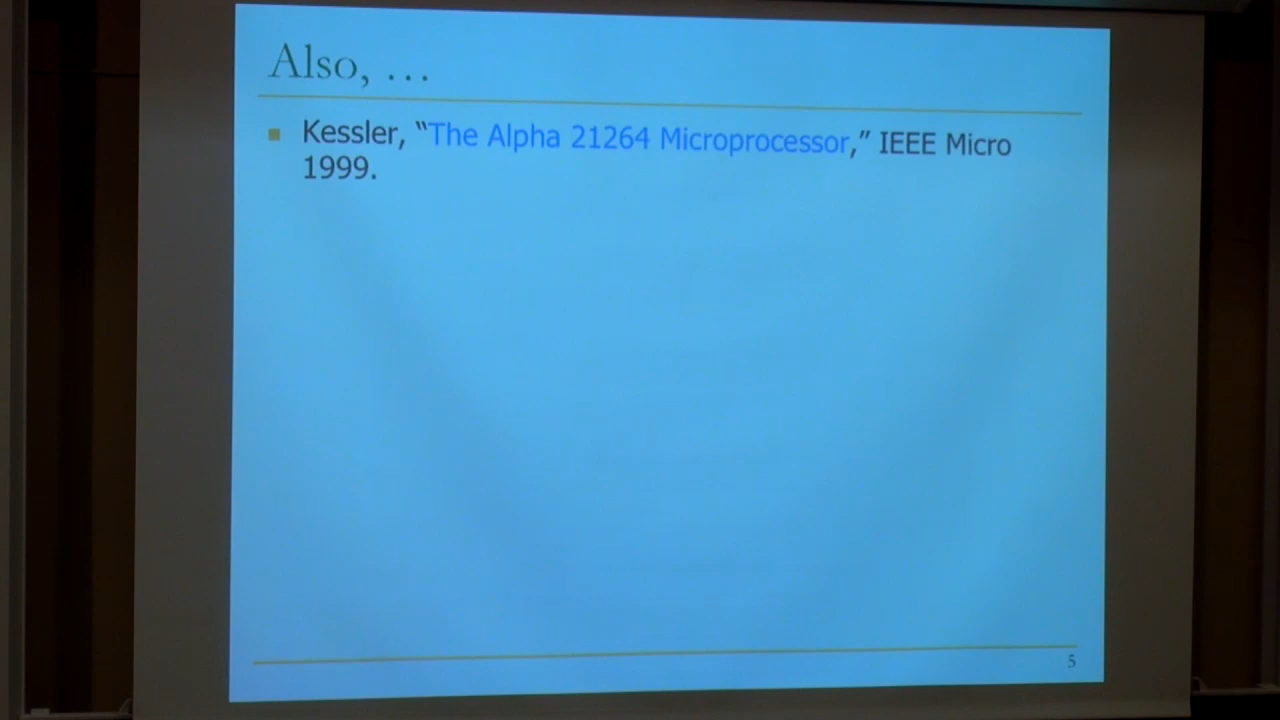 Also, …
Kessler, “The Alpha 21264 Microprocessor,” IEEE Micro
1999.
5